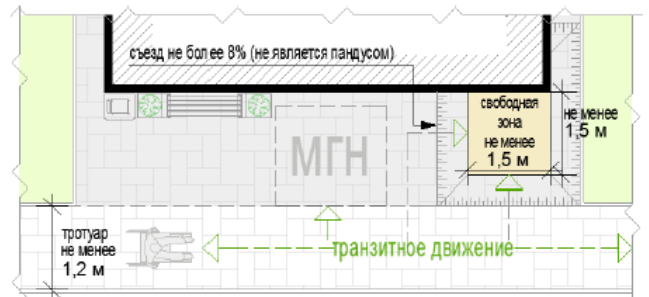 съезд не более 8% (не является пандусом)
свободная
зона
не менее
1,5 м
не менее
1,5 м
МГН
тротуар
не менее
1,2 м
транзитное движение